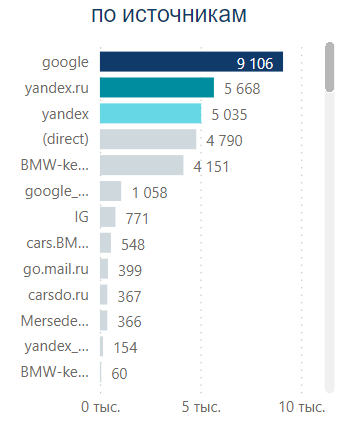 по источникам
google 9 106
yandex.ru 5 668
yandex 5 035
(direct) 4 790
BMW-ke... 4 151
google_... 1 058
IG 771
cars.BM... 548
go.mail.ru 399
carsdo.ru 367
Mersede... 366
yandex_... 154
BMW-ke... 60
0 тыс. 5 тыс. 10 тыс.